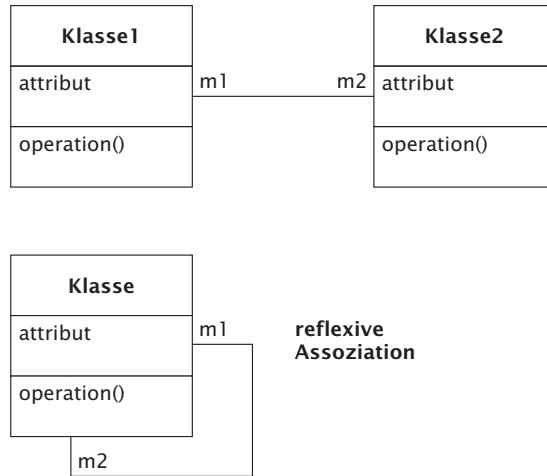 Klasse1
attribut
operation()
m1
m2
Klasse2
attribut
operation()
Klasse
attribut
operation()
m1
m2
reflexive
Assoziation